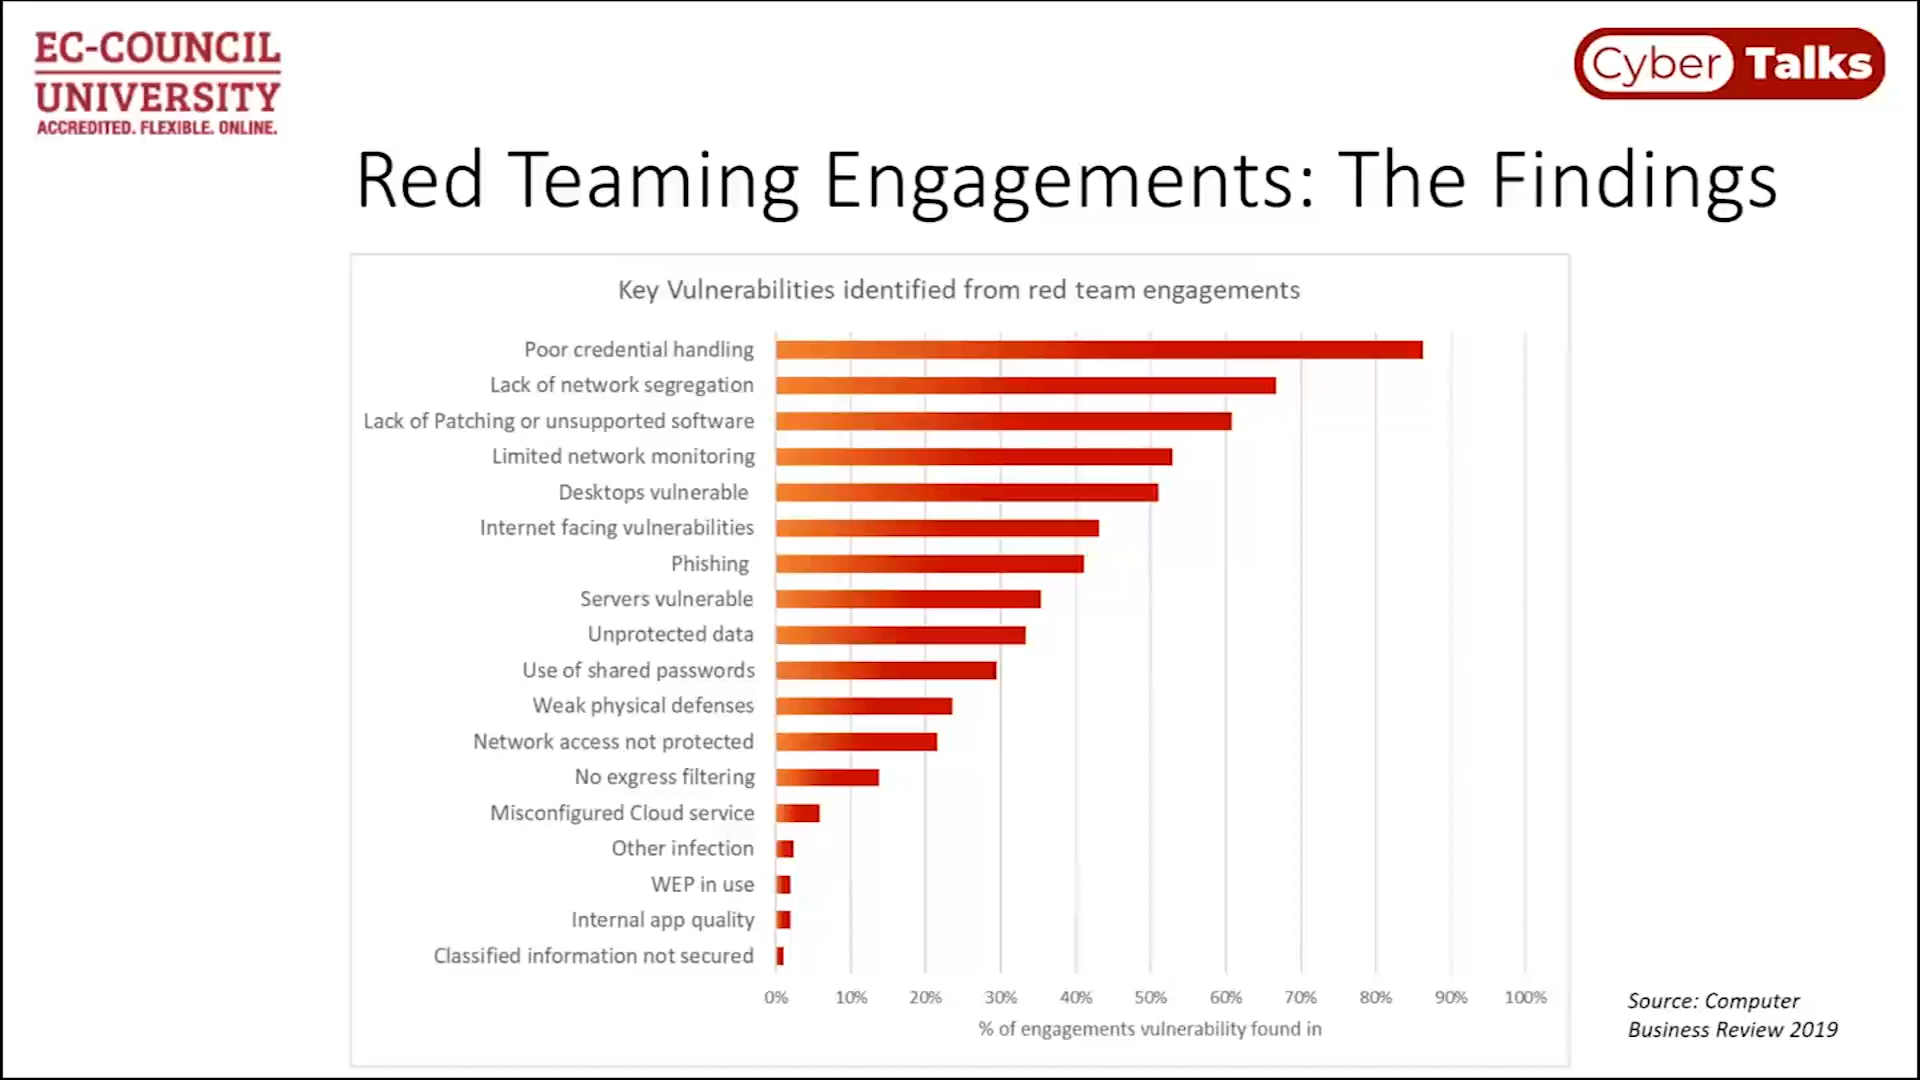 EC-COUNCIL
UNIVERSITY
ACCREDITED. FLEXIBLE. ONLINE.
Cyber Talks
Red Teaming Engagements: The Findings
Key Vulnerabilities identified from red team engagements
Poor credential handling
Lack of network segregation
Lack of Patching or unsupported software
Limited network monitoring
Desktops vulnerable
Internet facing vulnerabilities
Phishing
Servers vulnerable
Unprotected data
Use of shared passwords
Weak physical defenses
Network access not protected
No exgress filtering
Misconfigured Cloud service
Other infection
WEP in use
Internal app quality
Classified information not secured
0% 10% 20% 30% 40% 50% 60% 70% 80% 90% 100%
% of engagements vulnerability found in
Source: Computer
Business Review 2019